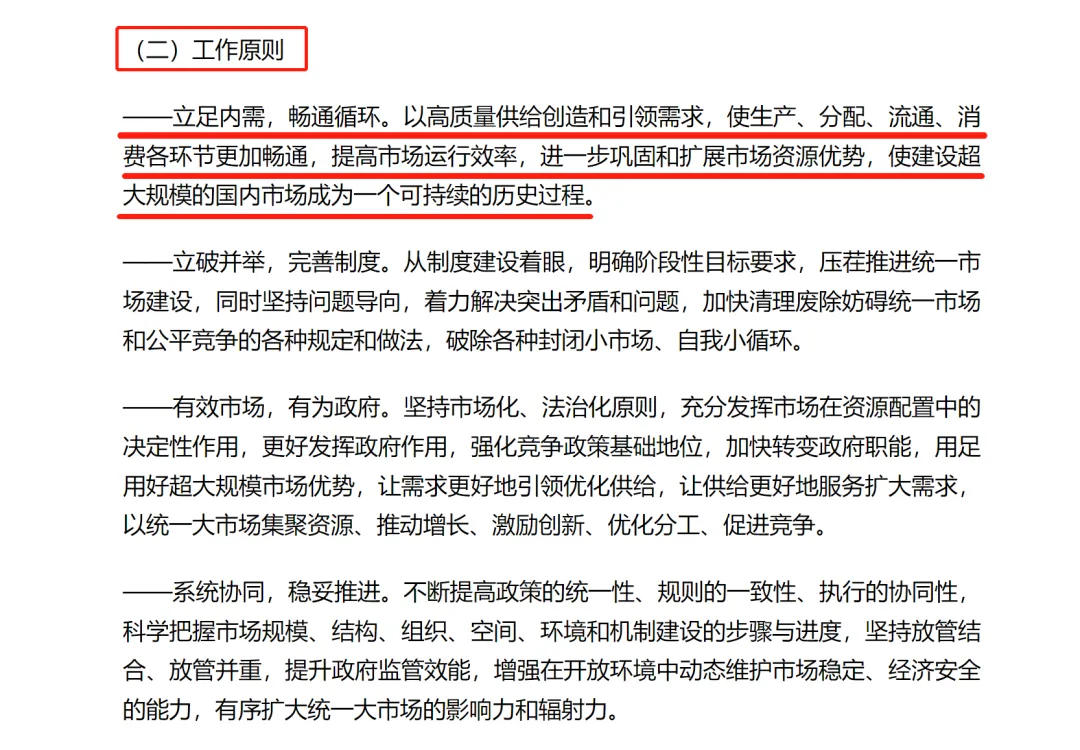 （二）工作原则
——立足内需，畅通循环。以高质量供给创造和引领需求，使生产、分配、流通、消
费各环节更加畅通，提高市场运行效率，进一步巩固和扩展市场资源优势，使建设超
大规模的国内市场成为一个可持续的历史过程。
——立破并举，完善制度。从制度建设着眼，明确阶段性目标要求，压茬推进统一市
场建设，同时坚持问题导向，着力解决突出矛盾和问题，加快清理废除妨碍统一市场
和公平竞争的各种规定和做法，破除各种封闭小市场、自我小循环。
——有效市场，有为政府。坚持市场化、法治化原则，充分发挥市场在资源配置中的
决定性作用，更好发挥政府作用，强化竞争政策基础地位，加快转变政府职能，用足
用好超大规模市场优势，让需求更好地引领优化供给，让供给更好地服务扩大需求，
以统一大市场集聚资源、推动增长、激励创新、优化分工、促进竞争。
——系统协同，稳妥推进。不断提高政策的统一性、规则的一致性、执行的协同性，
科学把握市场规模、结构、组织、空间、环境和机制建设的步骤与进度，坚持放管结
合、放管并重，提升政府监管效能，增强在开放环境中动态维护市场稳定、经济安全
的能力，有序扩大统一大市场的影响力和辐射力。